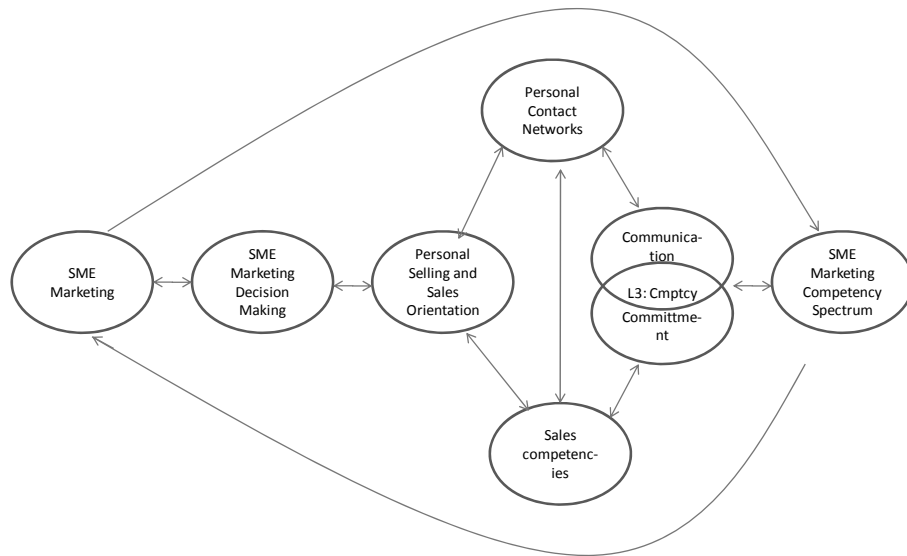 Personal
Contact
Networks
SME
Marketing
SME
Marketing
Decision
Making
Personal
Selling and
Sales
Orientation
Communica-
tion
L3: Cmptcy
Committme-
nt
SME
Marketing
Competency
Spectrum
Sales
competenc-
ies